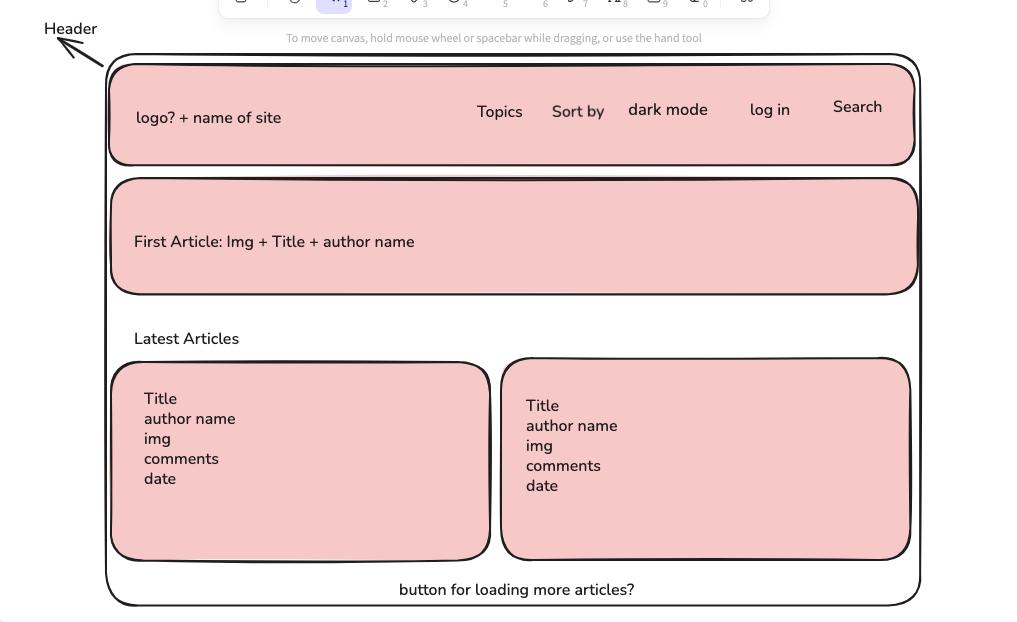 1 2 3 4 5 6 7 8 9 0
Header
To move canvas, hold mouse wheel or spacebar while dragging, or use the hand tool
logo? + name of site
Topics Sort by dark mode log in Search
First Article: Img + Title + author name
Latest Articles
Title
author name
img
comments
date
Title
author name
img
comments
date
button for loading more articles?